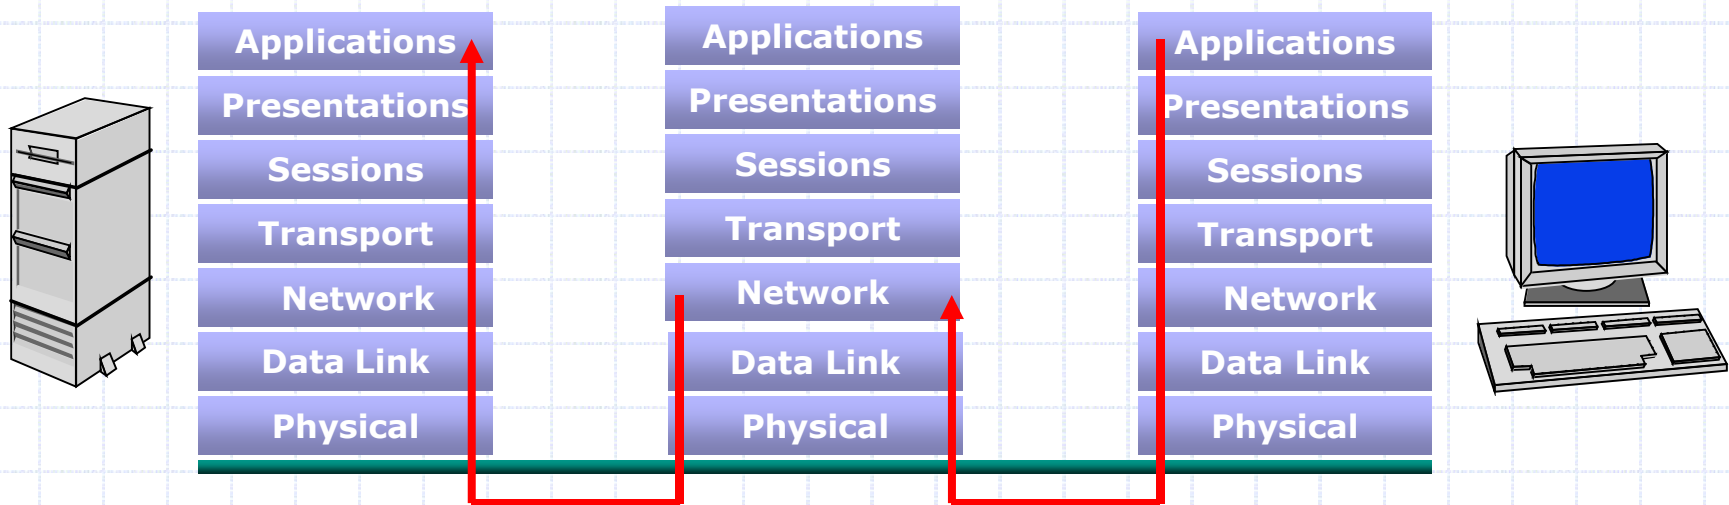 Applications
Presentations
Sessions
Transport
Network
Data Link
Physical
Applications
Presentations
Sessions
Transport
Network
Data Link
Physical
Applications
Presentations
Sessions
Transport
Network
Data Link
Physical